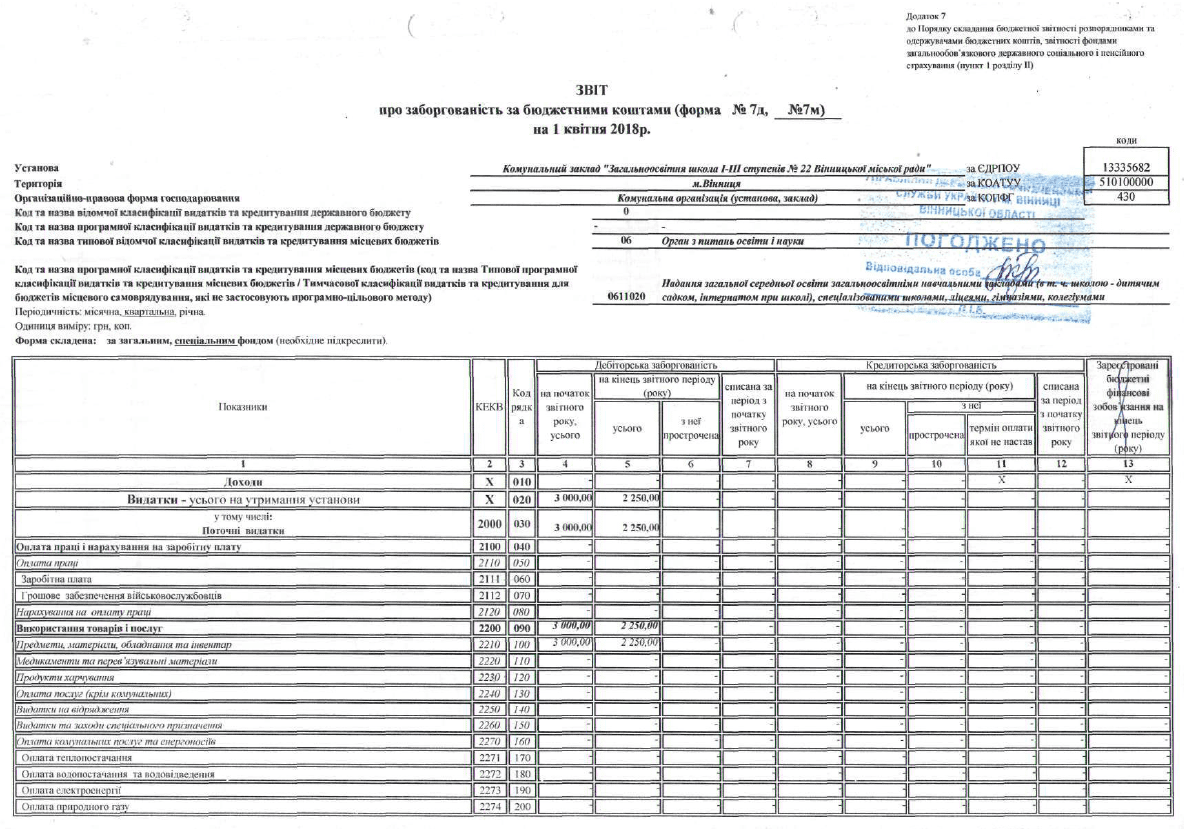 Додаток 7
до Порядку складання бюджетної звітності розпорядниками та
одержувачами бюджетних коштів, звітності фондами
загальнообов'язкового державного соціального і пенсійного
страхування (пункт 1 розділу II)
ЗВІТ
про заборгованість за бюджетними коштами (форма № 7д, №7м)
на 1 квітня 2018р.
коди
Установа Комунальний заклад "Загальноосвітня школа І-ІІІ ступенів № 22 Вінницької міської ради" за ЄДРПОУ 13335682
Територія м.Вінниця за КОАТУУ 510100000
Організаційно-правова форма господарювання Комунальна організація (установа, заклад) за КОПФГ 430
Код та назва відомчої класифікації видатків та кредитування державного бюджету 0
Код та назва програмної класифікації видатків та кредитування державного бюджету - -
Код та назва типової відомчої класифікації видатків та кредитування місцевих бюджетів 06 Орган з питань освіти і науки
СЛУЖБИ УКРАЇНИ У М. ВІННИЦІ
ВІННИЦЬКОЇ ОБЛАСТІ
ПОГОДЖЕНО
Відповідальна особа
П.І.Б.
Код та назва програмної класифікації видатків та кредитування місцевих бюджетів (код та назва Типової програмної
класифікації видатків та кредитування місцевих бюджетів / Тимчасової класифікації видатків та кредитування для
бюджетів місцевого самоврядування, які не застосовують програмно-цільового методу) 0611020
Надання загальної середньої освіти загальноосвітніми навчальними закладами (в т. ч. школою - дитячим
садком, інтернатом при школі), спеціалізованими школами, ліцеями, гімназіями, колегіумами
Періодичність: місячна, квартальна, річна.
Одиниця виміру: грн, коп.
Форма складена: за загальним, спеціальним фондом (необхідне підкреслити).
Показники
КЕКВ
Код
рядк
а
Дебіторська заборгованість
на початок
звітного
року,
усього
на кінець звітного періоду
(року)
усього
з неї
прострочена
списана за
період з
початку
звітного
року
Кредиторська заборгованість
на початок
звітного
року, усього
на кінець звітного періоду (року)
усього
з неї
прострочена
термін оплати
якої не настав
списана
за період
з початку
звітного
року
Зареєстровані
бюджетні
фінансові
зобов'язання на
кінець
звітного періоду
(року)
1 2 3 4 5 6 7 8 9 10 11 12 13
Доходи X 010 - - - - - - - X - X
Видатки - усього на утримання установи X 020 3 000,00 2 250,00 - - - - - - - -
у тому числі:
Поточні видатки 2000 030 3 000,00 2 250,00 - - - - - - - -
Оплата праці і нарахування на заробітну плату 2100 040 - - - - - - - - - -
Оплата праці 2110 050 - - - - - - - - - -
Заробітна плата 2111 060 - - - - - - - - - -
Грошове забезпечення військовослужбовців 2112 070 - - - - - - - - - -
Нарахування на оплату праці 2120 080 - - - - - - - - - -
Використання товарів і послуг 2200 090 3 000,00 2 250,00 - - - - - - - -
Предмети, матеріали, обладнання та інвентар 2210 100 3 000,00 2 250,00 - - - - - - - -
Медикаменти та перев'язувальні матеріали 2220 110 - - - - - - - - - -
Продукти харчування 2230 120 - - - - - - - - - -
Оплата послуг (крім комунальних) 2240 130 - - - - - - - - - -
Видатки на відрядження 2250 140 - - - - - - - - - -
Видатки та заходи спеціального призначення 2260 150 - - - - - - - - - -
Оплата комунальних послуг та енергоносіїв 2270 160 - - - - - - - - - -
Оплата теплопостачання 2271 170 - - - - - - - - - -
Оплата водопостачання та водовідведення 2272 180 - - - - - - - - - -
Оплата електроенергії 2273 190 - - - - - - - - - -
Оплата природного газу 2274 200 - - - - - - - - - -